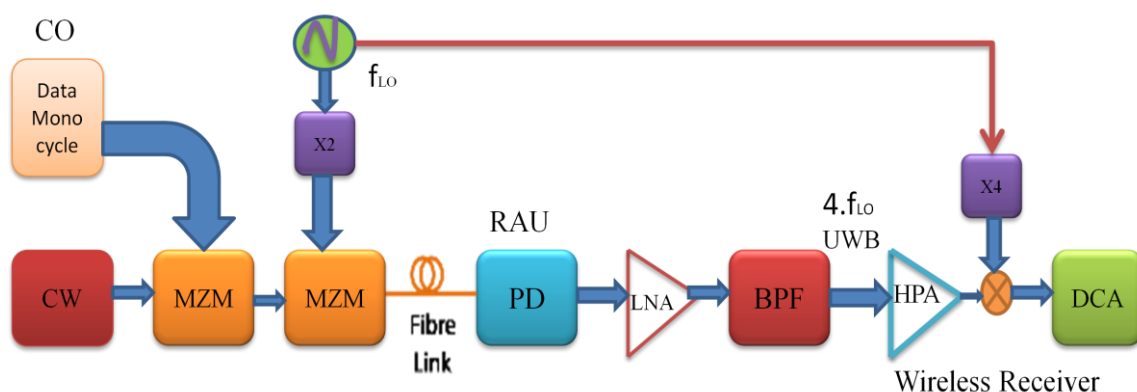 CO
Data
Mono
cycle
fLO
X2
X4
4.fLO
UWB
RAU
CW
MZM
MZM
Fibre
Link
PD
LNA
BPF
HPA
DCA
Wireless Receiver